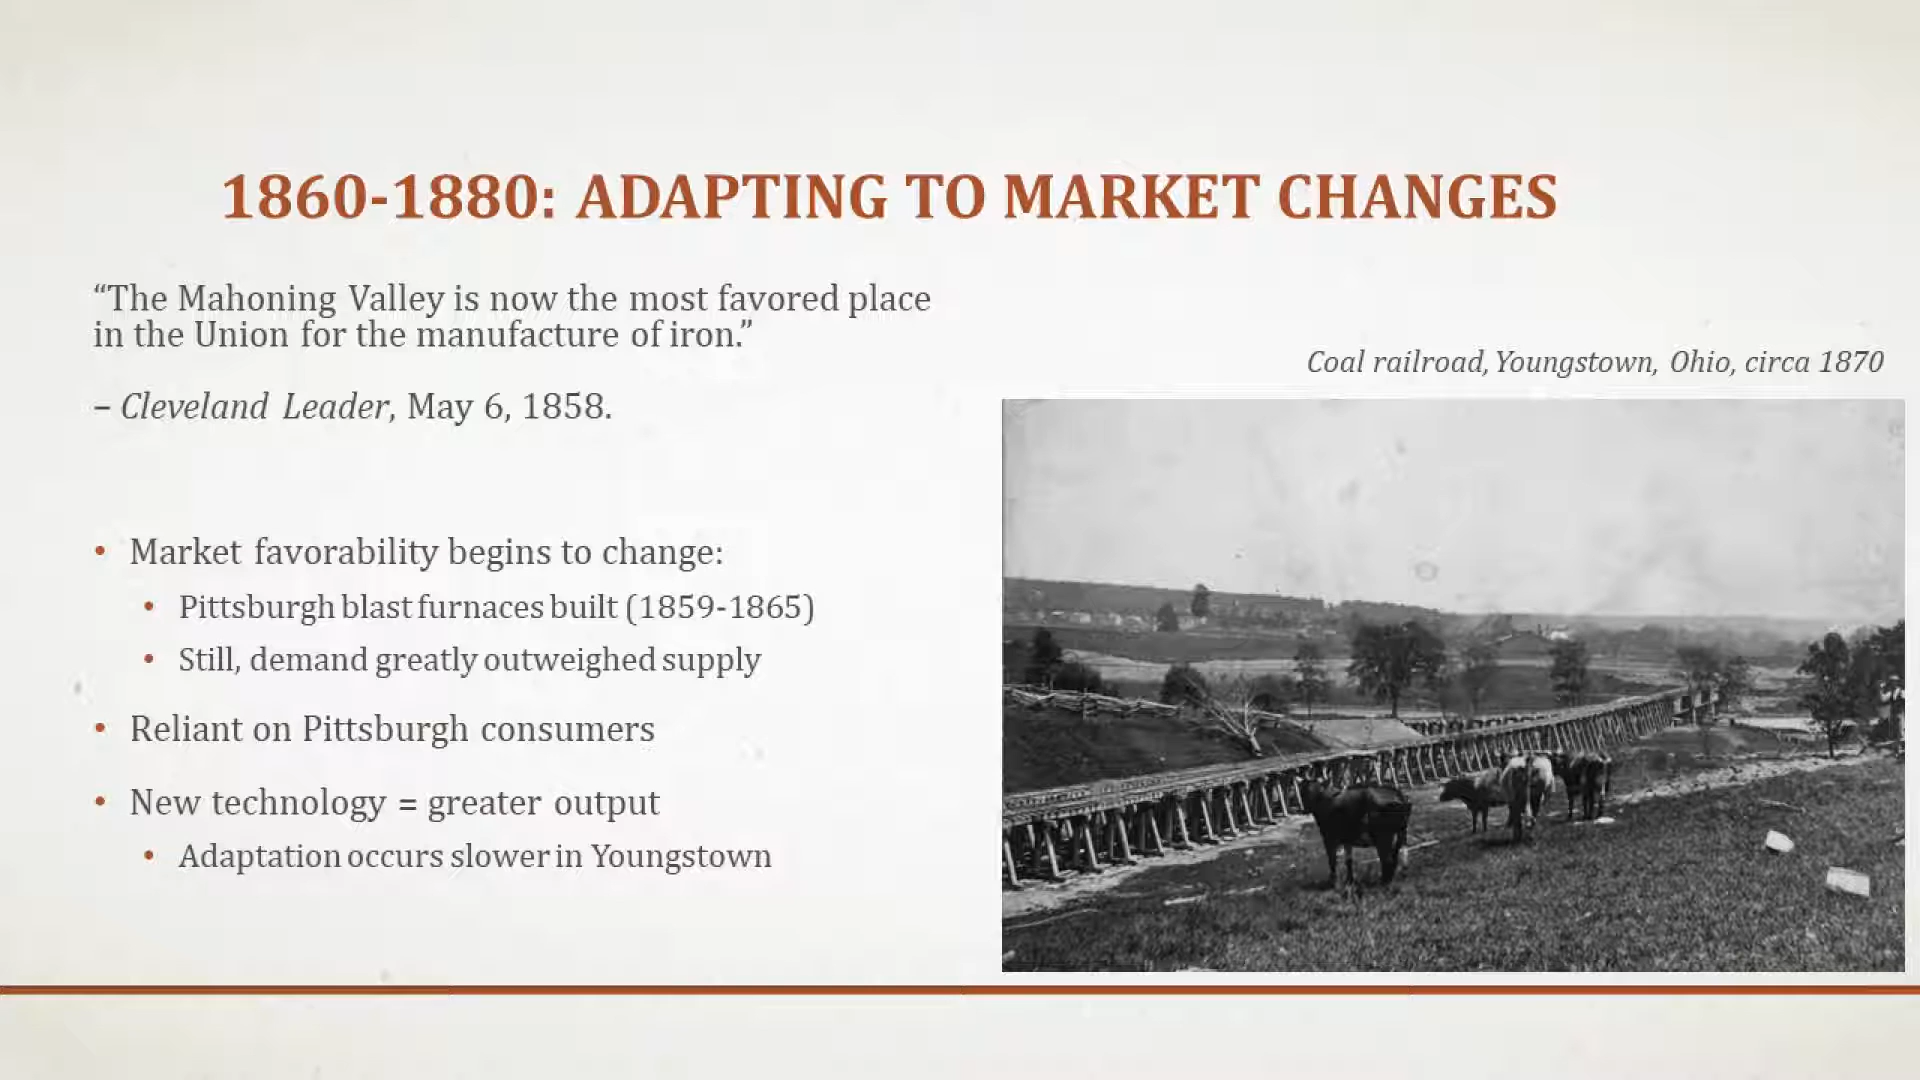 1860-1880: ADAPTING TO MARKET CHANGES
“The Mahoning Valley is now the most favored place
in the Union for the manufacture of iron.”
– Cleveland Leader, May 6, 1858.
• Market favorability begins to change:
• Pittsburgh blast furnaces built (1859-1865)
• Still, demand greatly outweighed supply
• Reliant on Pittsburgh consumers
• New technology = greater output
• Adaptation occurs slower in Youngstown
Coal railroad, Youngstown, Ohio, circa 1870